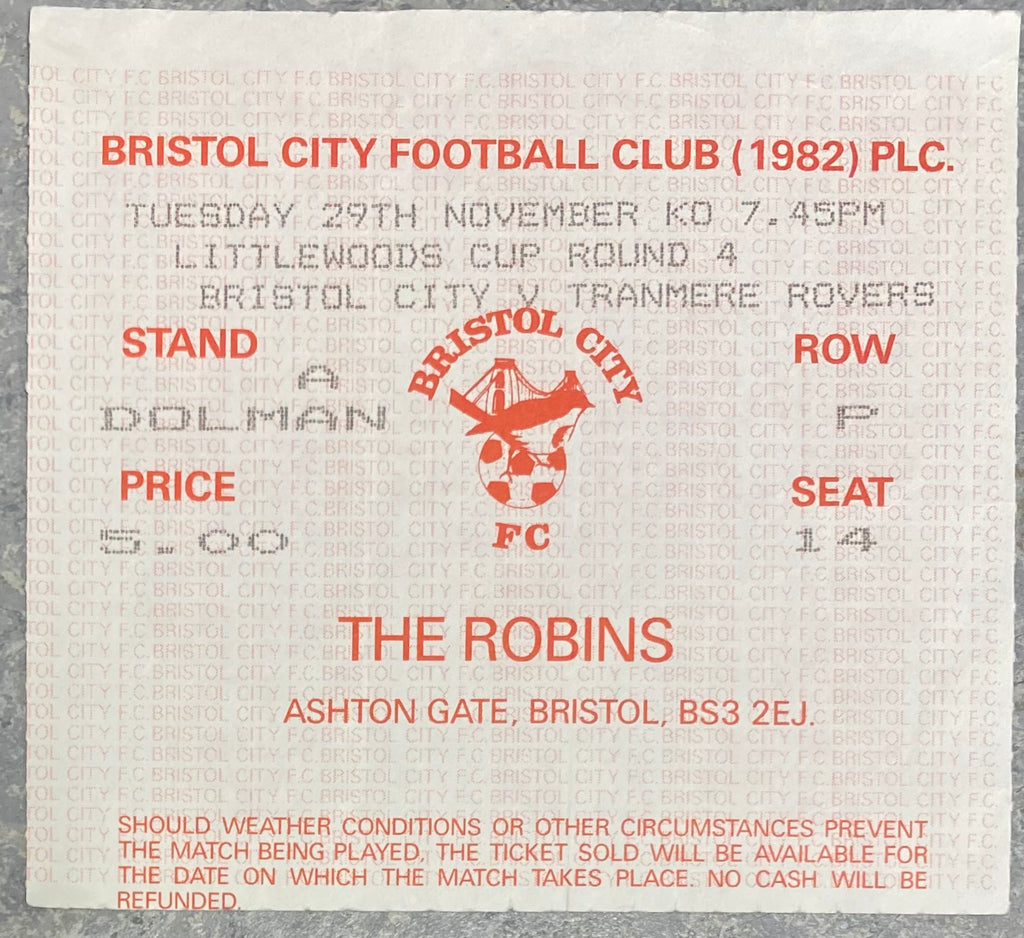 BRISTOL CITY FOOTBALL CLUB (1982) PLC.
TUESDAY 29TH NOVEMBER KO 7.45PM
LITTLEWOODS CUP ROUND 4
BRISTOL CITY V TRANMERE ROVERS
STAND
A
DOLMAN
ROW
P
BRISTOL CITY
FC
PRICE
5.00
SEAT
14
THE ROBINS
ASHTON GATE, BRISTOL, BS3 2EJ.
SHOULD WEATHER CONDITIONS OR OTHER CIRCUMSTANCES PREVENT
THE MATCH BEING PLAYED, THE TICKET SOLD WILL BE AVAILABLE FOR
THE DATE ON WHICH THE MATCH TAKES PLACE. NO CASH WILL BE
REFUNDED.